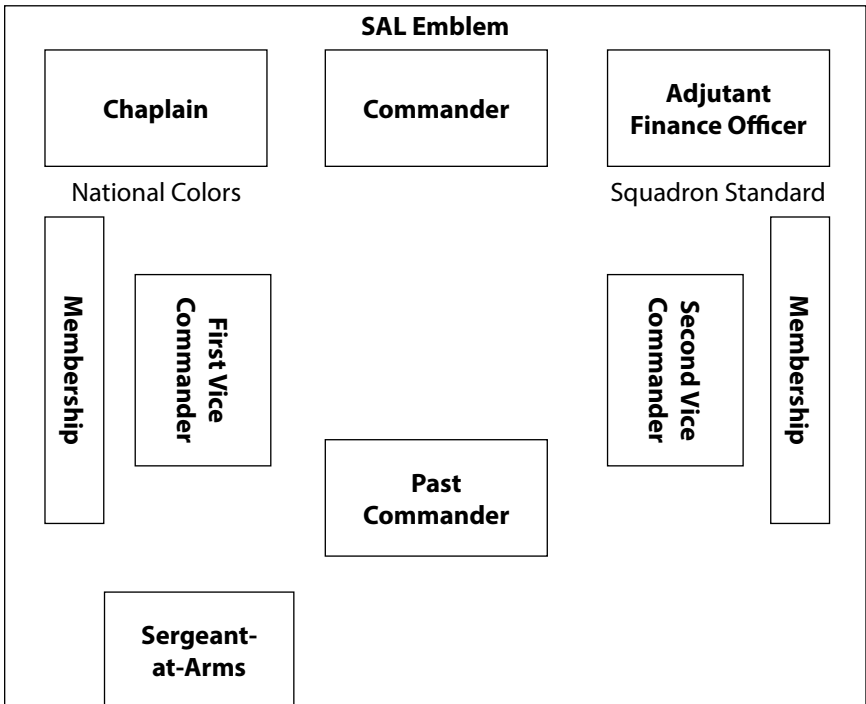 SAL Emblem
Chaplain
Commander
Adjutant
Finance Officer
National Colors
Squadron Standard
Membership
First Vice
Commander
Second Vice
Commander
Membership
Past
Commander
Sergeant-
at-Arms